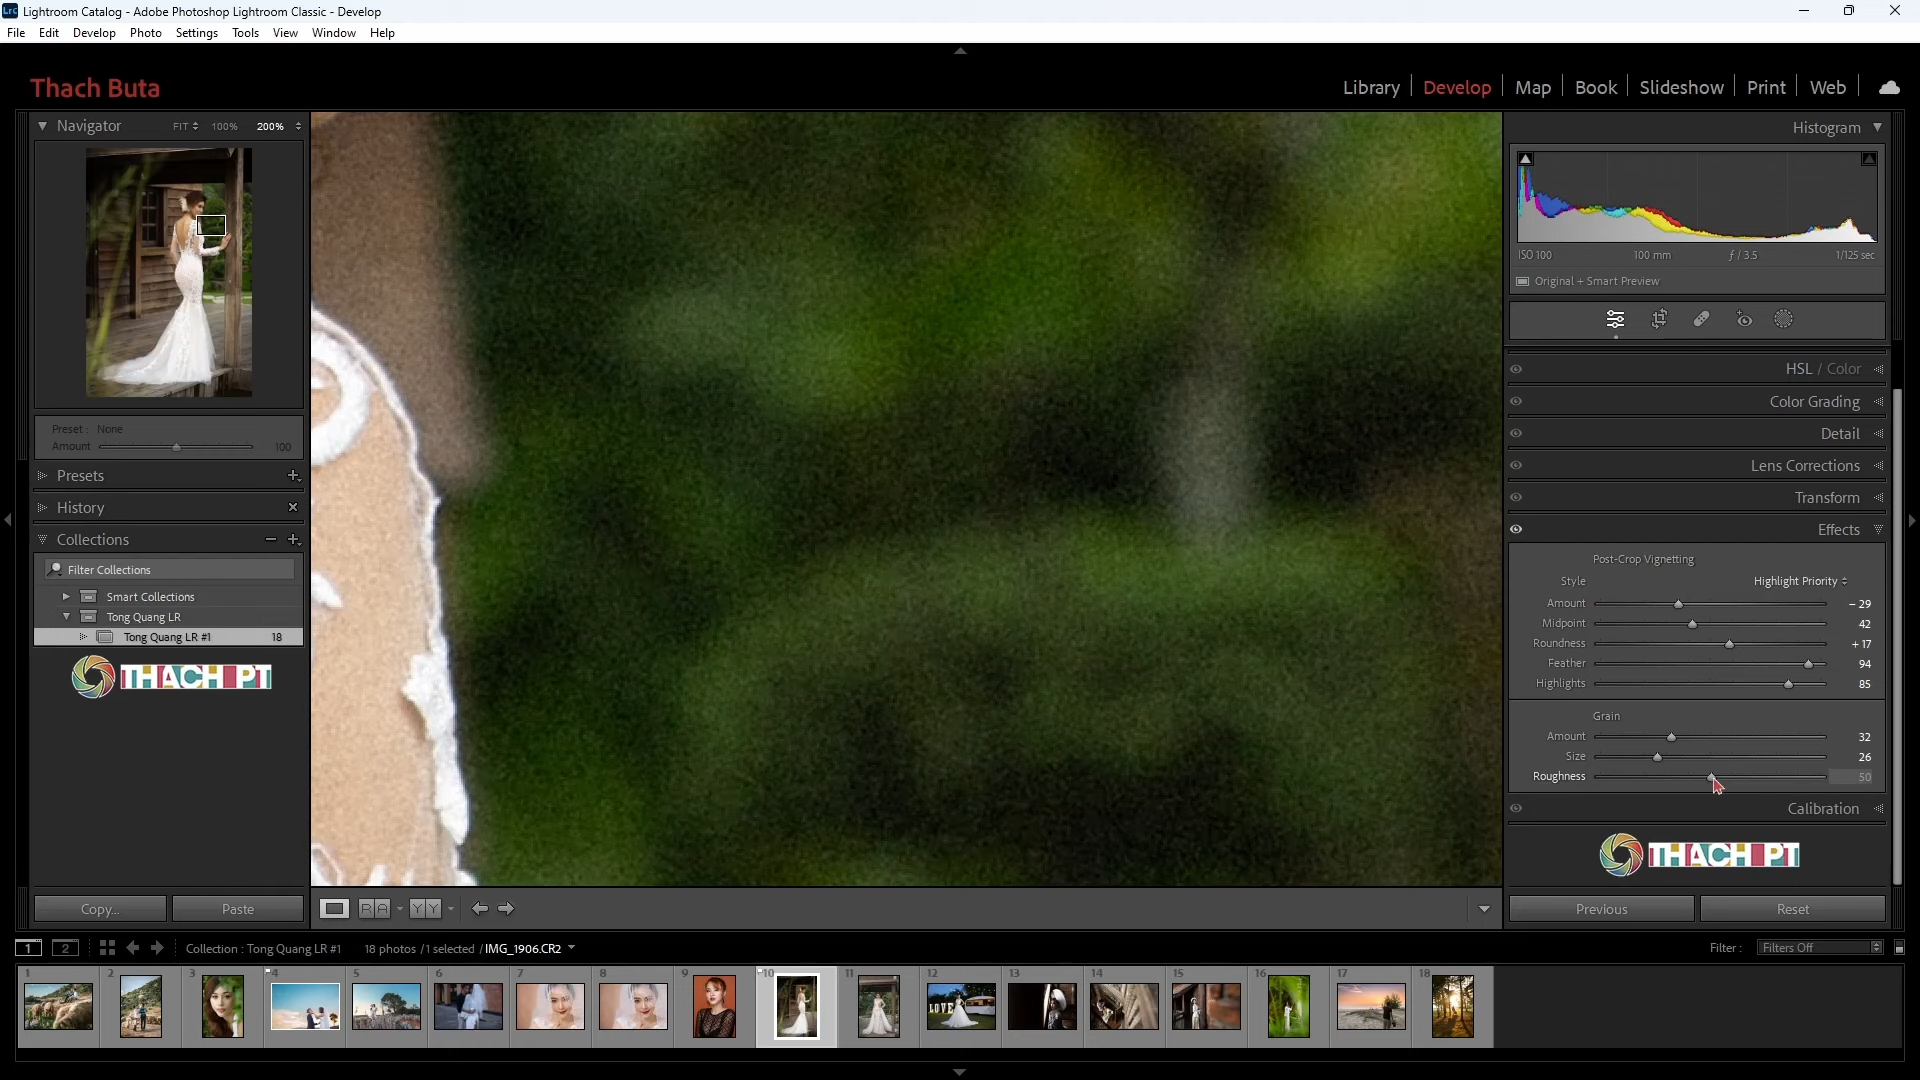 Lrc Lightroom Catalog - Adobe Photoshop Lightroom Classic - Develop
File Edit Develop Photo Settings Tools View Window Help
Thach Buta
Library Develop Map Book Slideshow Print Web
Navigator FIT 100% 200%
Histogram
ISO 100 100 mm ƒ / 3.5 1/125 sec
Original + Smart Preview
HSL / Color
Color Grading
Detail
Lens Corrections
Transform
Effects
Post-Crop Vignetting
Style Highlight Priority
Amount - 29
Midpoint 42
Roundness + 17
Feather 94
Highlights 85
Grain
Amount 32
Size 26
Roughness 50
Calibration
THACH PT
Previous Reset
Preset : None
Amount 100
Presets
History
Collections
Filter Collections
Smart Collections
Tong Quang LR
Tong Quang LR #1 18
THACH PT
Copy... Paste
R A Y Y
1 2 Collection : Tong Quang LR #1 18 photos / 1 selected / IMG_1906.CR2 Filter : Filters Off
1 2 3 4 5 6 7 8 9 10 11 12 13 14 15 16 17 18
LOVE